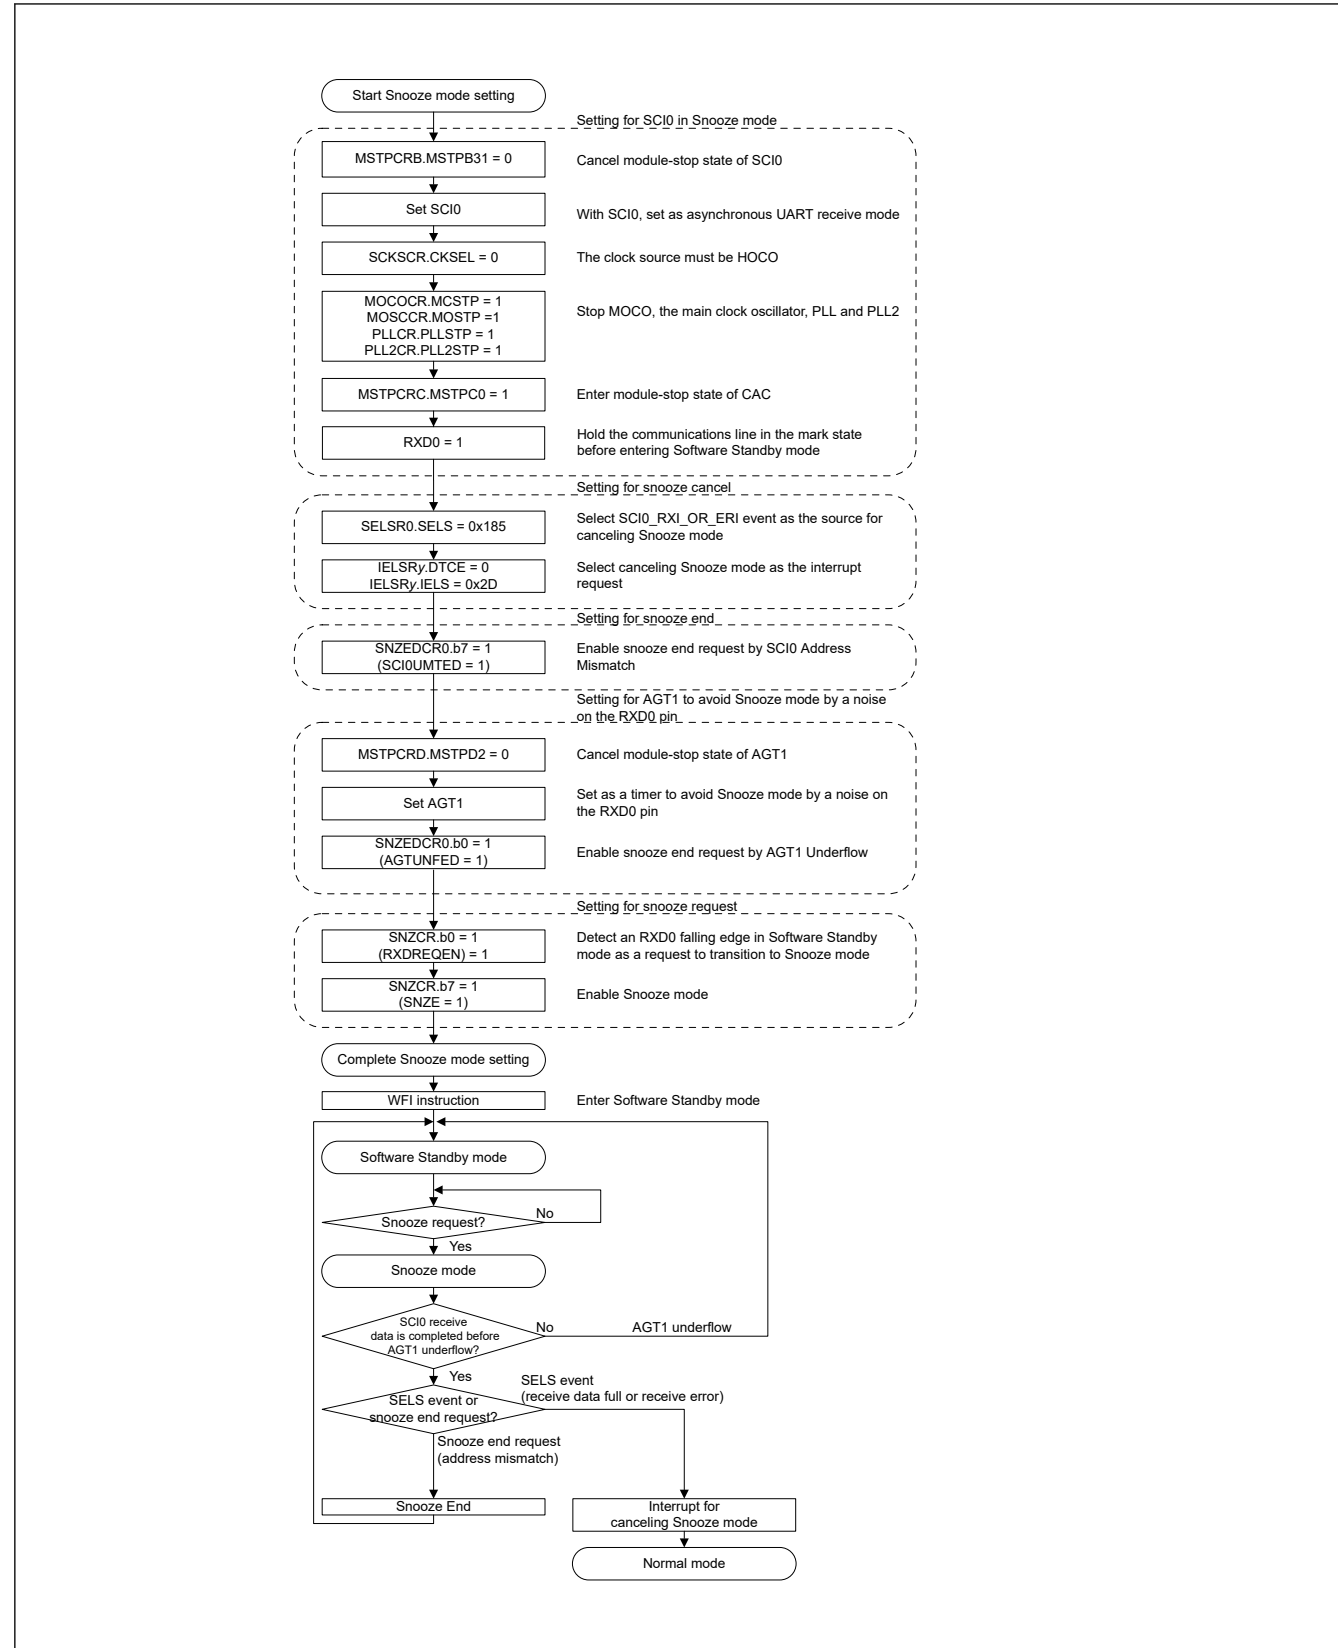 Start Snooze mode setting
Setting for SCI0 in Snooze mode
MSTPCRB.MSTPB31 = 0
Cancel module-stop state of SCI0
Set SCI0
With SCI0, set as asynchronous UART receive mode
SCKSCR.CKSEL = 0
The clock source must be HOCO
MOCOCR.MCSTP = 1
MOSCCR.MOSTP =1
PLLCR.PLLSTP = 1
PLL2CR.PLL2STP = 1
Stop MOCO, the main clock oscillator, PLL and PLL2
MSTPCRC.MSTPC0 = 1
Enter module-stop state of CAC
RXD0 = 1
Hold the communications line in the mark state
before entering Software Standby mode
Setting for snooze cancel
SELSR0.SELS = 0x185
Select SCI0_RXI_OR_ERI event as the source for
canceling Snooze mode
IELSRy.DTCE = 0
IELSRy.IELS = 0x2D
Select canceling Snooze mode as the interrupt
request
Setting for snooze end
SNZEDCR0.b7 = 1
(SCI0UMTED = 1)
Enable snooze end request by SCI0 Address
Mismatch
Setting for AGT1 to avoid Snooze mode by a noise
on the RXD0 pin
MSTPCRD.MSTPD2 = 0
Cancel module-stop state of AGT1
Set AGT1
Set as a timer to avoid Snooze mode by a noise on
the RXD0 pin
SNZEDCR0.b0 = 1
(AGTUNFED = 1)
Enable snooze end request by AGT1 Underflow
Setting for snooze request
SNZCR.b0 = 1
(RXDREQEN) = 1
Detect an RXD0 falling edge in Software Standby
mode as a request to transition to Snooze mode
SNZCR.b7 = 1
(SNZE = 1)
Enable Snooze mode
Complete Snooze mode setting
WFI instruction
Enter Software Standby mode
Software Standby mode
Snooze request?
No
Yes
Snooze mode
SCI0 receive
data is completed before
AGT1 underflow?
No
AGT1 underflow
Yes
SELS event or
snooze end request?
SELS event
(receive data full or receive error)
Snooze end request
(address mismatch)
Snooze End
Interrupt for
canceling Snooze mode
Normal mode